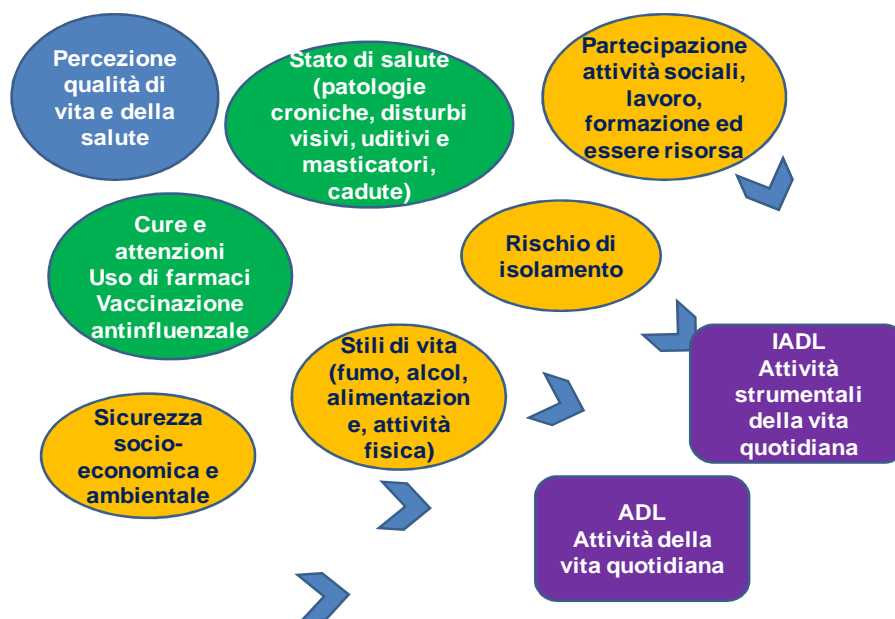 Percezione
qualità di
vita e della
salute
Stato di salute
(patologie
croniche, disturbi
visivi, uditivi e
masticatori,
cadute)
Partecipazione
attività sociali,
lavoro,
formazione ed
essere risorsa
Cure e
attenzioni
Uso di farmaci
Vaccinazione
antinfluenzale
Rischio di
isolamento
Stili di vita
(fumo, alcol,
alimentazion
e, attività
fisica)
IADL
Attività
strumentali
della vita
quotidiana
Sicurezza
socio-
economica e
ambientale
ADL
Attività della
vita quotidiana